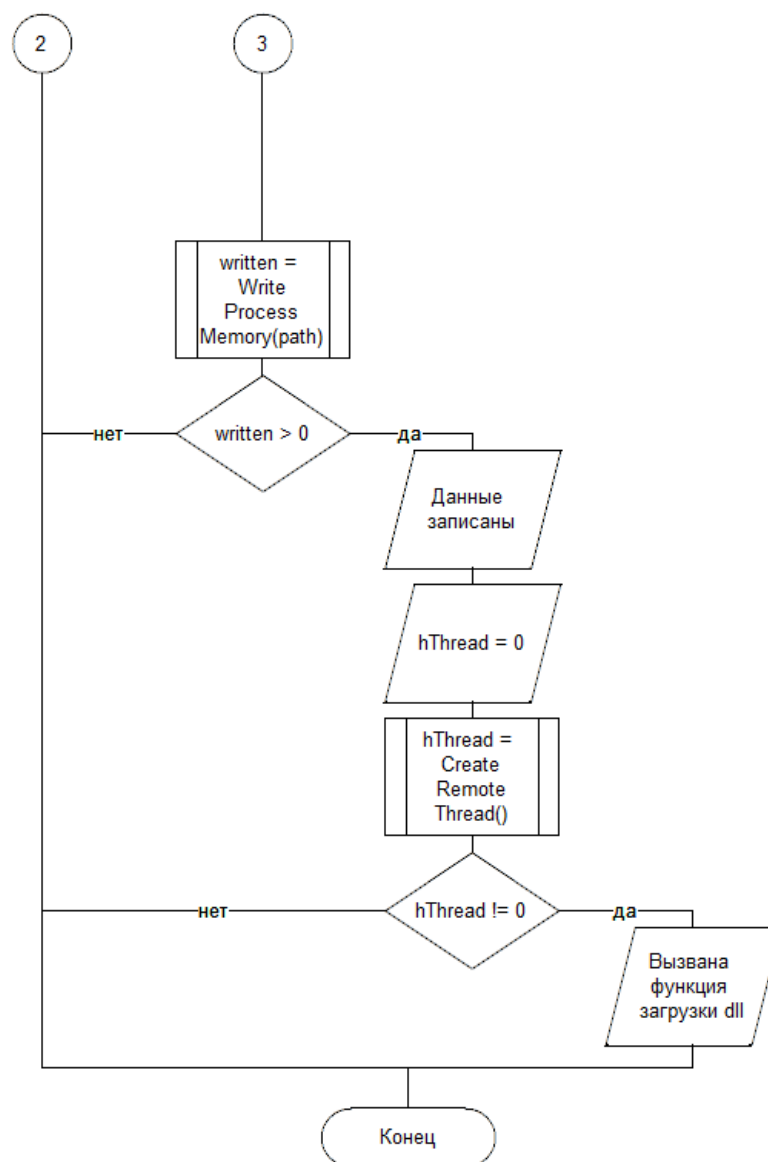 2
3
written =
Write
Process
Memory(path)
нет
written > 0
да
Данные
записаны
hThread = 0
hThread =
Create
Remote
Thread()
нет
hThread != 0
да
Вызвана
функция
загрузки dll
Конец